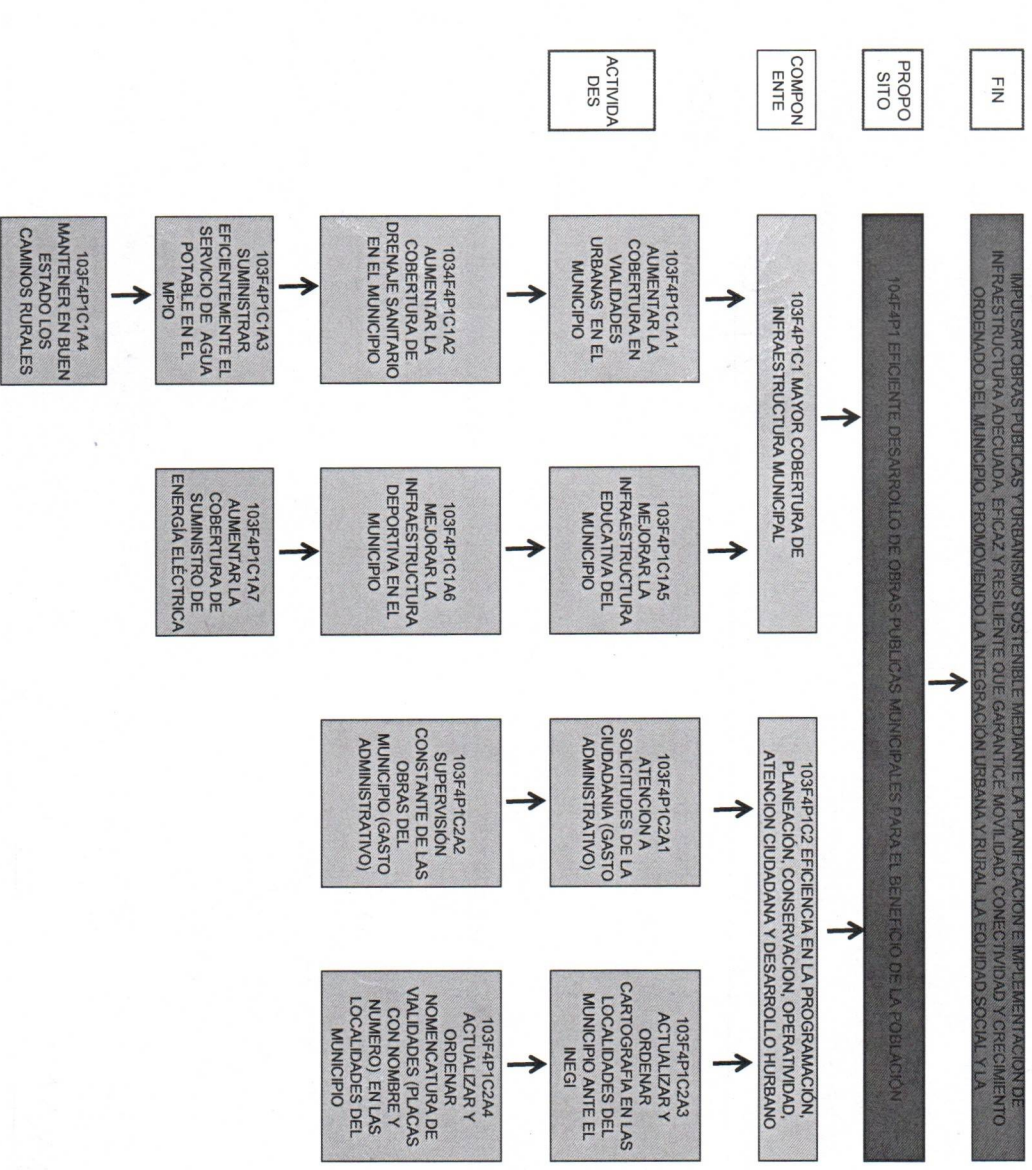 FIN
IMPULSAR OBRAS PUBLICAS Y URBANISMO SOSTENIBLE MEDIANTE LA PLANIFICACION E IMPLEMENTACION DE
INFRAESTRUCTURA ADECUADA, EFICAZ Y RESILIENTE QUE GARANTICE MOVILIDAD, CONECTIVIDAD Y CRECIMIENTO
ORDENADO DEL MUNICIPIO, PROMOVIENDO LA INTEGRACIÓN URBANA Y RURAL, LA EQUIDAD SOCIAL Y LA
PROPO
SITO
104F4P1 EFICIENTE DESARROLLO DE OBRAS PUBLICAS MUNICIPALES PARA EL BENEFICIO DE LA POBLACIÓN
COMPON
ENTE
103F4P1C1 MAYOR COBERTURA DE
INFRAESTRUCTURA MUNICIPAL
103F4P1C2 EFICIENCIA EN LA PROGRAMACIÓN,
PLANEACIÓN, CONSERVACION, OPERATIVIDAD,
ATENCION CIUDADANA Y DESARROLLO HURBANO
ACTIVIDA
DES
103F4P1C1A1
AUMENTAR LA
COBERTURA EN
VIALIDADES
URBANAS EN EL
MUNICIPIO
103F4P1C1A5
MEJORAR LA
INFRAESTRUCTURA
EDUCATIVA DEL
MUNICIPIO
103F4P1C2A1
ATENCION A
SOLICITUDES DE LA
CIUDADANIA (GASTO
ADMINISTRATIVO)
103F4P1C2A3
ACTUALIZAR Y
ORDENAR
CARTOGRAFIA EN LAS
LOCALIDADES DEL
MUNICIPIO ANTE EL
INEGI
1034F4P1C1A2
AUMENTAR LA
COBERTURA DE
DRENAJE SANITARIO
EN EL MUNICIPIO
103F4P1C1A6
MEJORAR LA
INFRAESTRUCTURA
DEPORTIVA EN EL
MUNICIPIO
103F4P1C2A2
SUPERVISIÓN
CONSTANTE DE LAS
OBRAS DEL
MUNICIPIO (GASTO
ADMINISTRATIVO)
103F4P1C2A4
ACTUALIZAR Y
ORDENAR
NOMENCATURA DE
VIALIDADES (PLACAS
CON NOMBRE Y
NUMERO) EN LAS
LOCALIDADES DEL
MUNICIPIO
103F4P1C1A3
SUMINISTRAR
EFICIENTEMENTE EL
SERVICIO DE AGUA
POTABLE EN EL
MPIO
103F4P1C1A7
AUMENTAR LA
COBERTURA DE
SUMINISTRO DE
ENERGÍA ELÉCTRICA
103F4P1C1A4
MANTENER EN BUEN
ESTADO LOS
CAMINOS RURALES